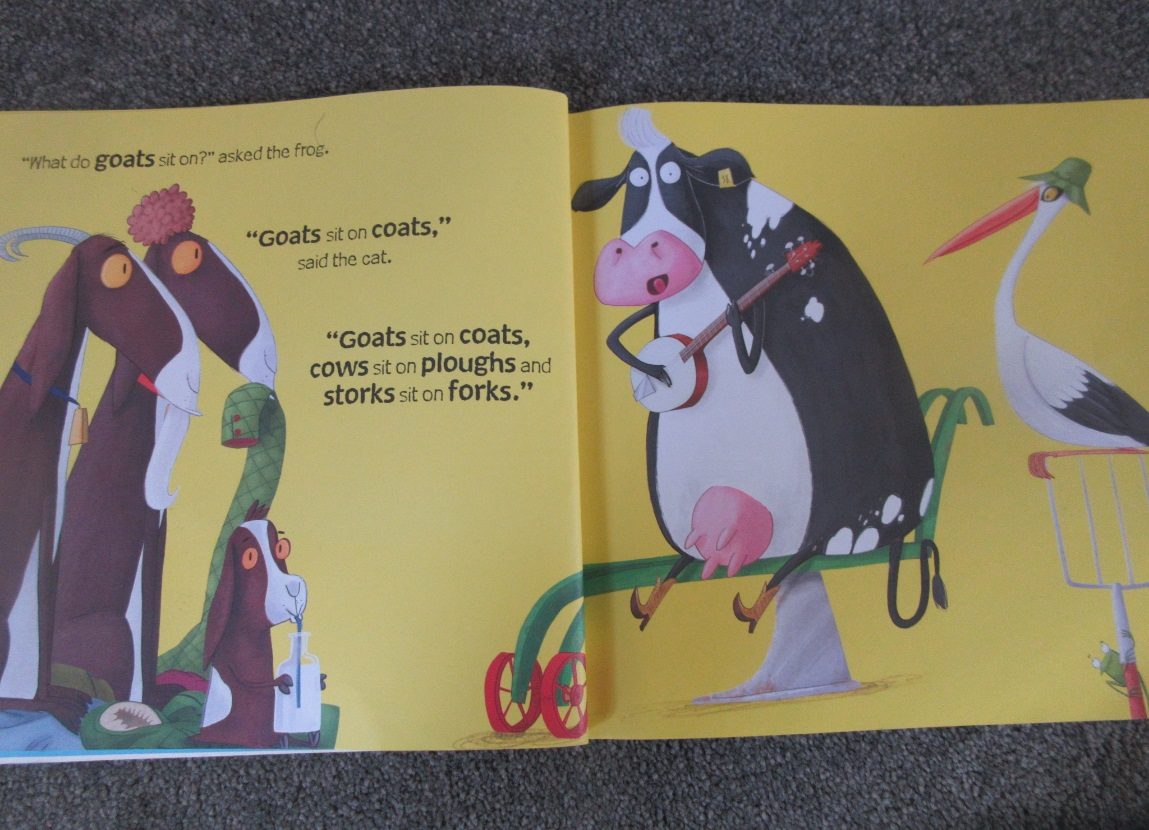 “What do goats sit on?” asked the frog.
“Goats sit on coats,”
said the cat.
“Goats sit on coats,
cows sit on ploughs and
storks sit on forks.”